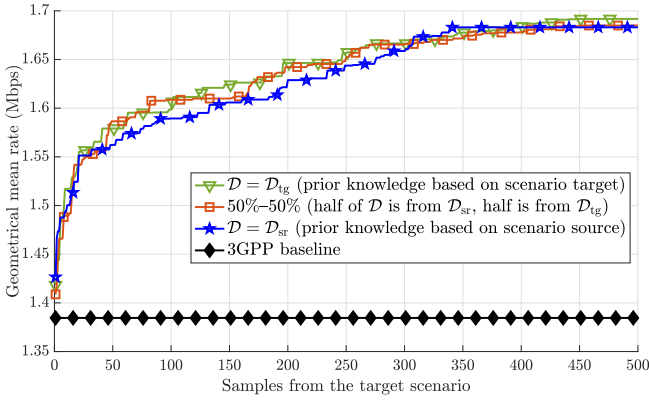 1.7
1.65
1.6
1.55
1.5
1.45
1.4
1.35
Geometrical mean rate (Mbps)
𝒟 = 𝒟tg (prior knowledge based on scenario target)
50%–50% (half of 𝒟 is from 𝒟sr, half is from 𝒟tg)
𝒟 = 𝒟sr (prior knowledge based on scenario source)
3GPP baseline
0 50 100 150 200 250 300 350 400 450 500
Samples from the target scenario